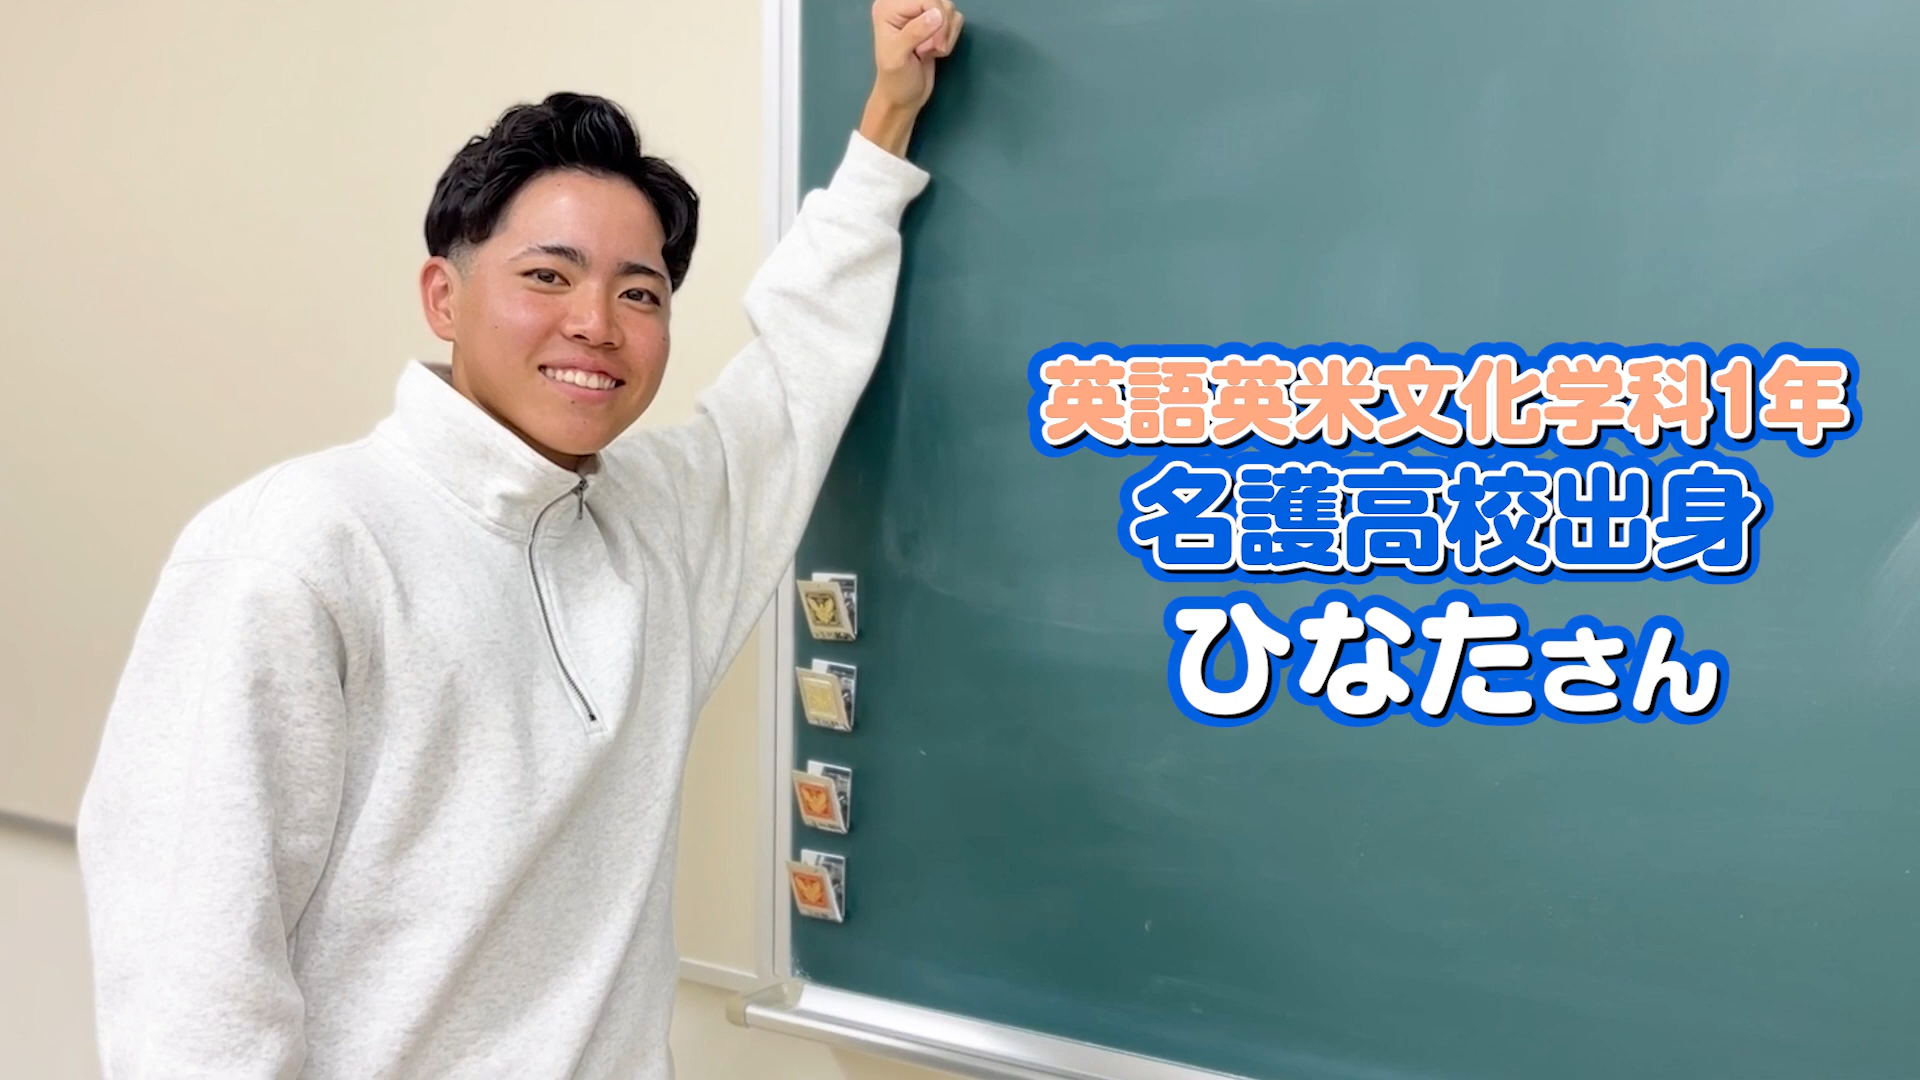 英語英米文化学科1年
名護高校出身
ひなたさん